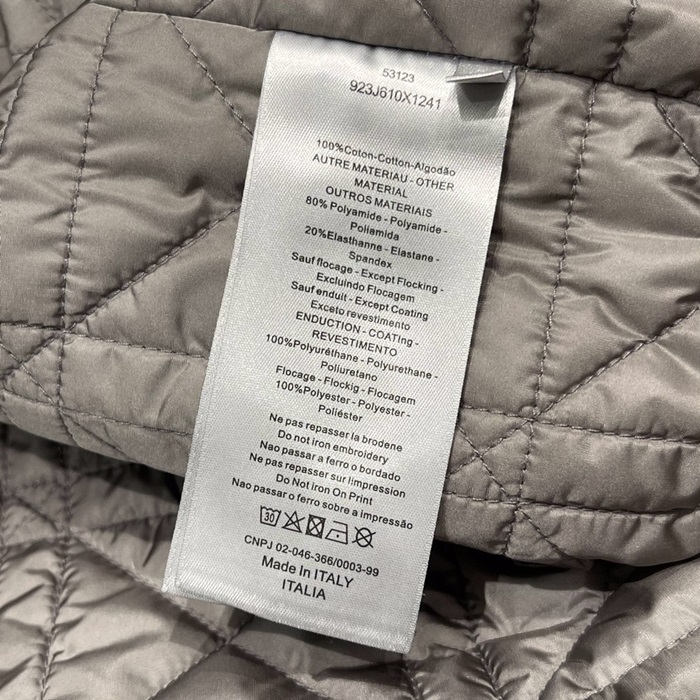 53123
923J610X1241
100%Coton-Cotton-Algodão
AUTRE MATERIAU - OTHER
MATERIAL
OUTROS MATERIAIS
80% Polyamide - Polyamide -
Poliamida
20%Elasthanne - Elastane -
Spandex
Sauf flocage - Except Flocking -
Excluindo Flocagem
Sauf enduit - Except Coating
Exceto revestimento
ENDUCTION - COATIng -
REVESTIMENTO
100%Polyuréthane - Polyurethane -
Poliuretano
Flocage - Flockig - Flocagem
100%Polyester - Polyester -
Poliéster
Ne pas repasser la brodene
Do not iron embroidery
Nao passar a ferro o bordado
Ne pas repasser sur limpression
Do not Iron On Print
Nao passar o ferro sobre a impressão
30
CNPJ 02-046-366/0003-99
Made In ITALY
ITALIA